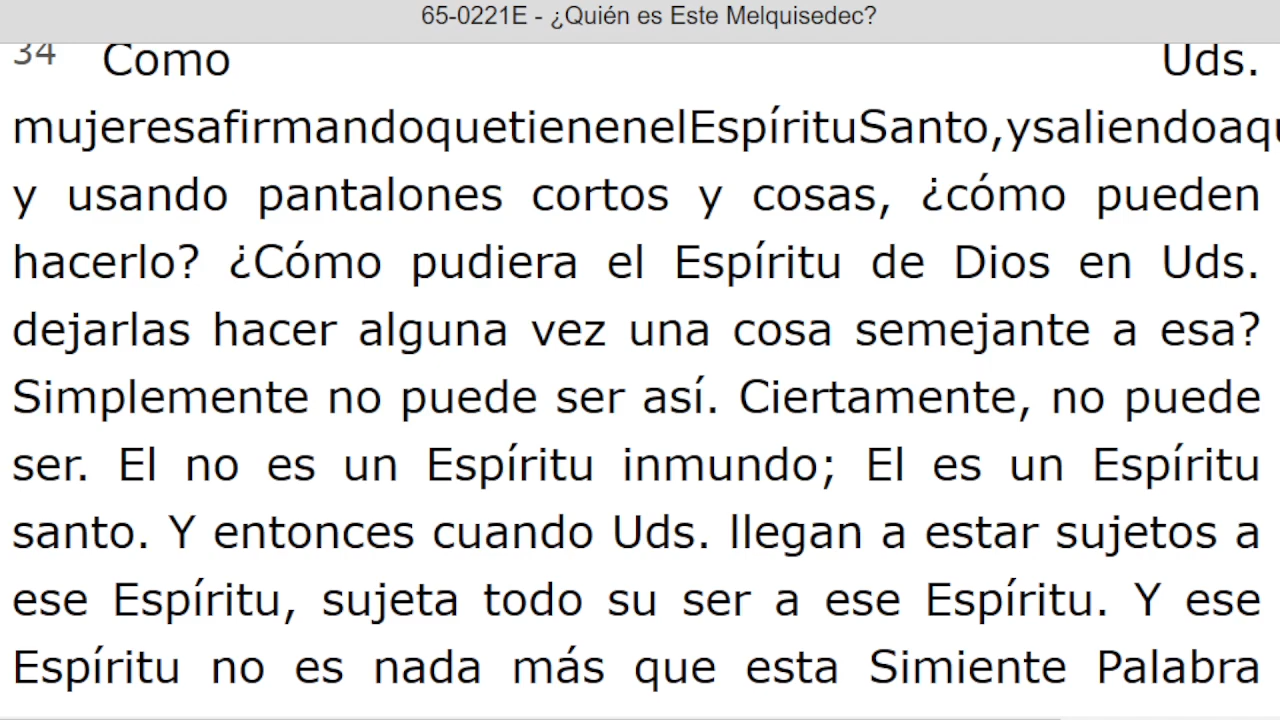 65-0221E - ¿Quién es Este Melquisedec?
34 Como Uds.
mujeresafirmandoquetienenelEspírituSanto,ysaliendoaqu
y usando pantalones cortos y cosas, ¿cómo pueden
hacerlo? ¿Cómo pudiera el Espíritu de Dios en Uds.
dejarlas hacer alguna vez una cosa semejante a esa?
Simplemente no puede ser así. Ciertamente, no puede
ser. El no es un Espíritu inmundo; El es un Espíritu
santo. Y entonces cuando Uds. llegan a estar sujetos a
ese Espíritu, sujeta todo su ser a ese Espíritu. Y ese
Espíritu no es nada más que esta Simiente Palabra